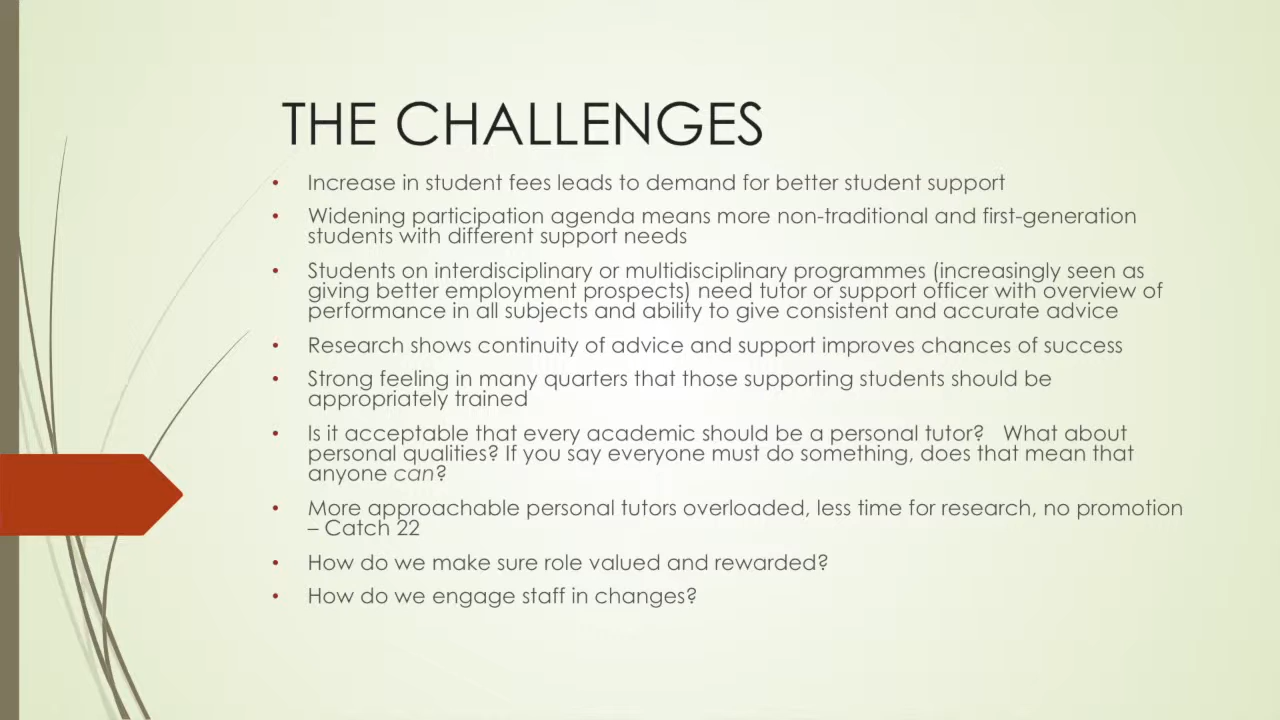 THE CHALLENGES
• Increase in student fees leads to demand for better student support
• Widening participation agenda means more non-traditional and first-generation
students with different support needs
• Students on interdisciplinary or multidisciplinary programmes (increasingly seen as
giving better employment prospects) need tutor or support officer with overview of
performance in all subjects and ability to give consistent and accurate advice
• Research shows continuity of advice and support improves chances of success
• Strong feeling in many quarters that those supporting students should be
appropriately trained
• Is it acceptable that every academic should be a personal tutor?   What about
personal qualities? If you say everyone must do something, does that mean that
anyone can?
• More approachable personal tutors overloaded, less time for research, no promotion
– Catch 22
• How do we make sure role valued and rewarded?
• How do we engage staff in changes?